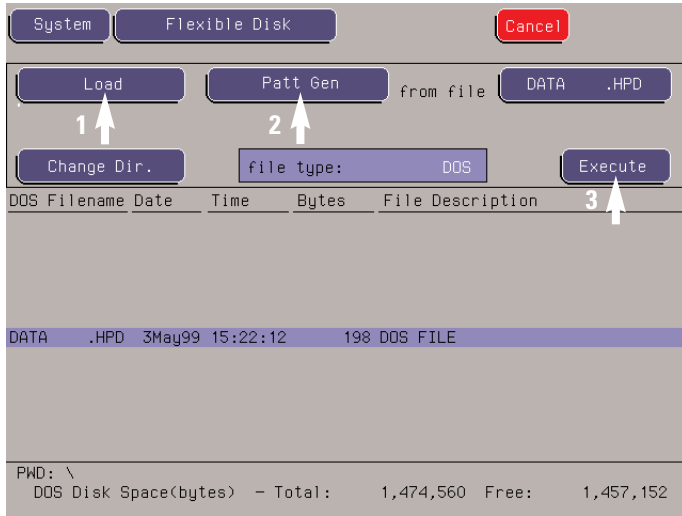 System Flexible Disk Cancel
Load Patt Gen from file DATA .HPD
1 2
Change Dir. file type: DOS Execute
3
DOS Filename Date Time Bytes File Description
DATA .HPD 3May99 15:22:12 198 DOS FILE
PWD: \
DOS Disk Space(bytes) - Total: 1,474,560 Free: 1,457,152